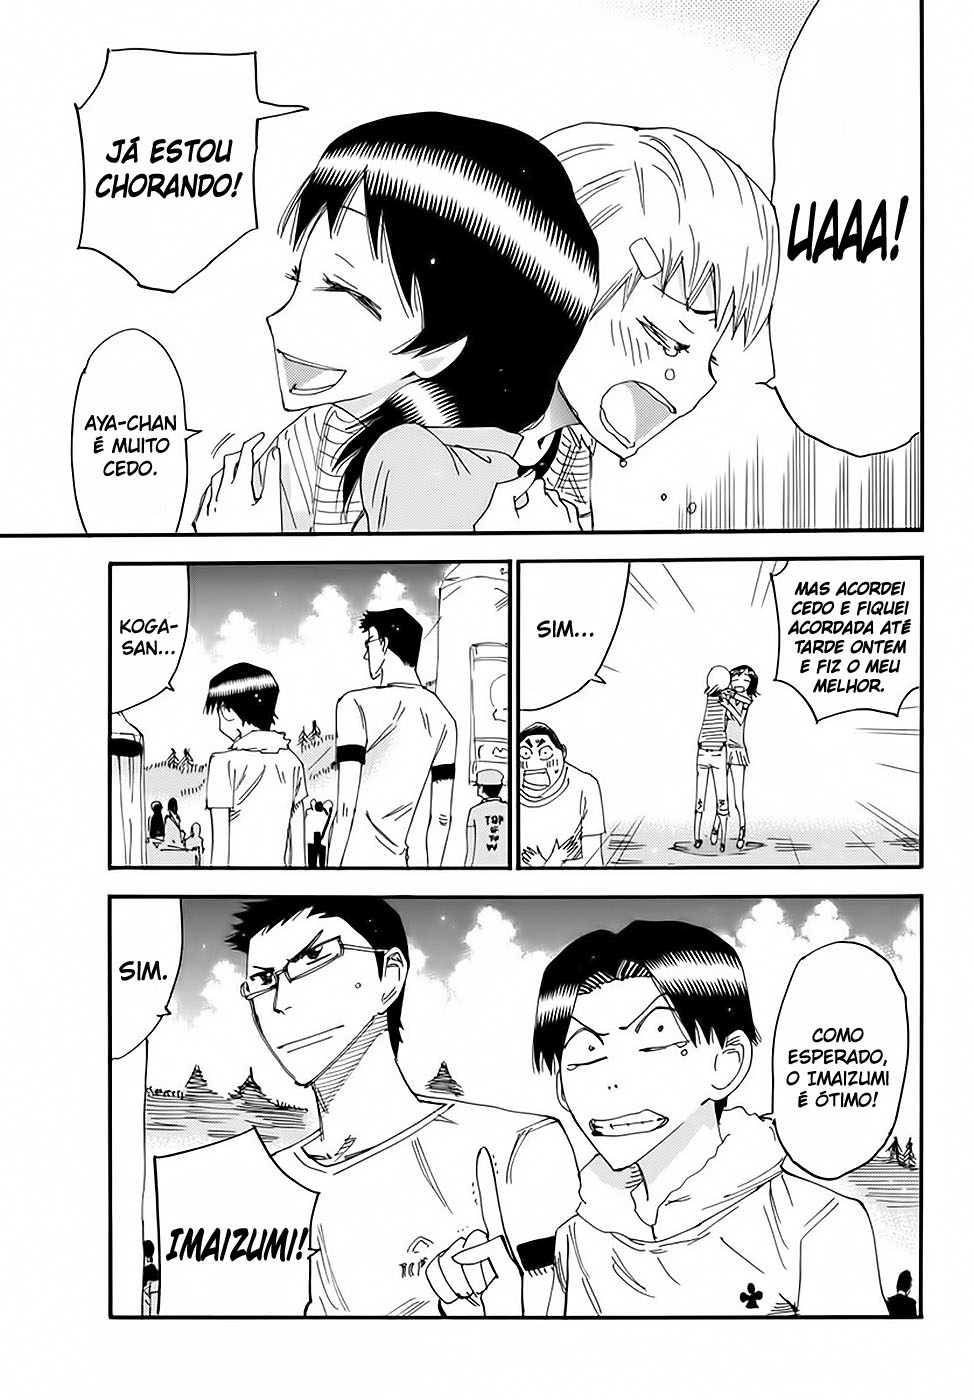 UAAA!
JÁ ESTOU
CHORANDO!
AYA-CHAN
É MUITO
CEDO.
MAS ACORDEI
CEDO E FIQUEI
ACORDADA ATÉ
TARDE ONTEM
E FIZ O MEU
MELHOR.
SIM...
KOGA-
SAN...
TOP
COMO
ESPERADO,
O IMAIZUMI
É ÓTIMO!
SIM.
IMAIZUMI!